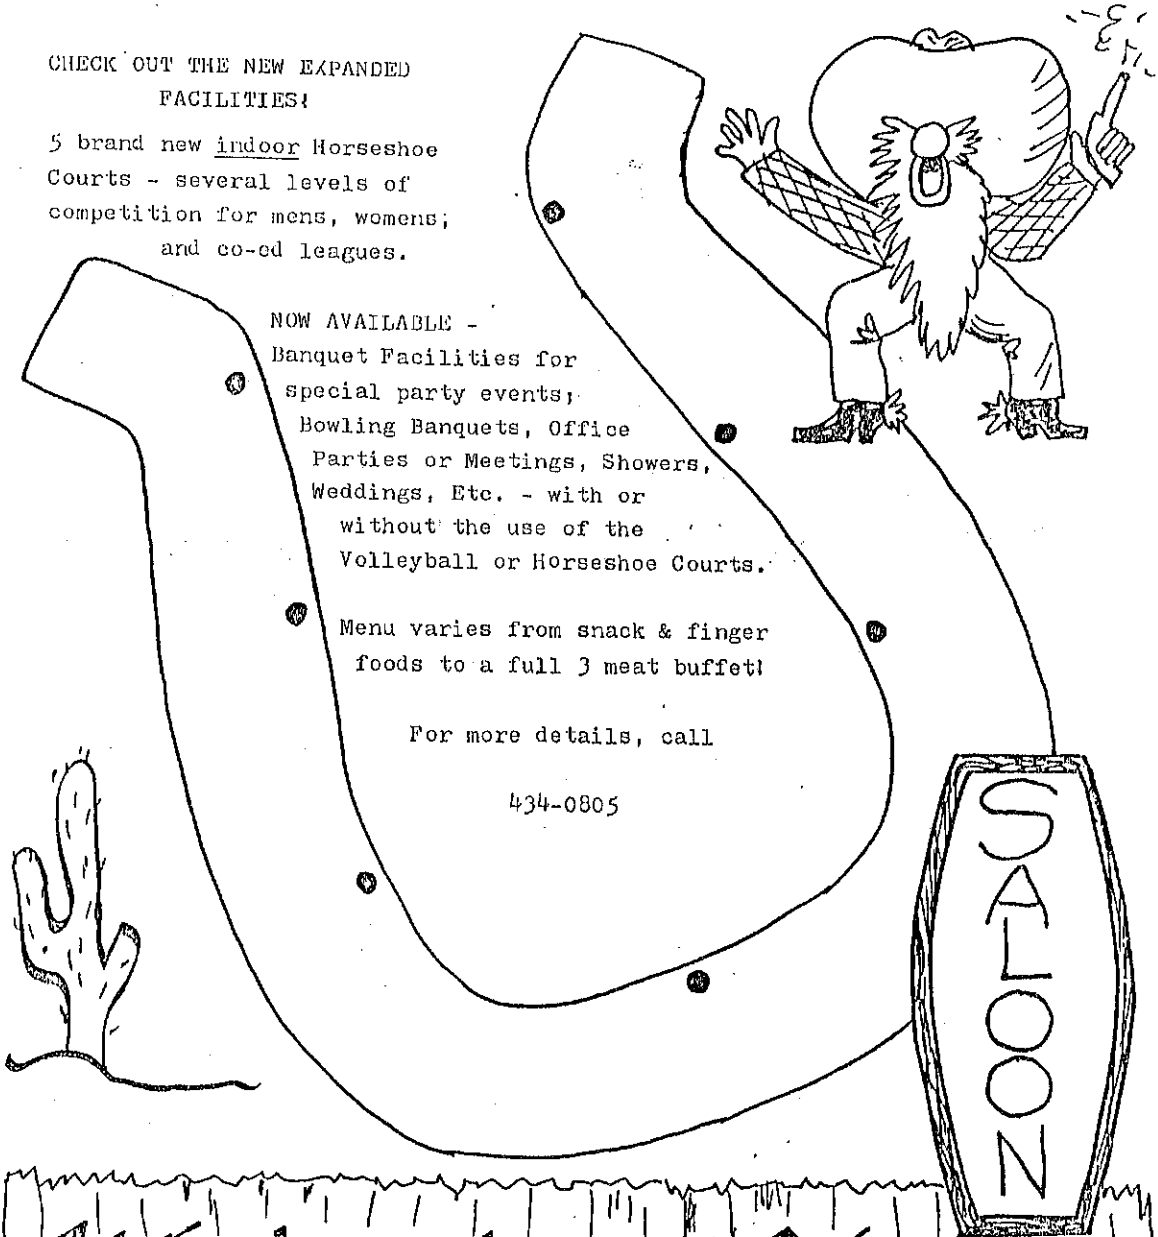 CHECK OUT THE NEW EXPANDED
FACILITIES!
5 brand new indoor Horseshoe
Courts - several levels of
competition for mens, womens,
and co-ed leagues.
NOW AVAILABLE -
Banquet Facilities for
special party events;
Bowling Banquets, Office
Parties or Meetings, Showers,
Weddings, Etc. - with or
without the use of the
Volleyball or Horseshoe Courts.
Menu varies from snack & finger
foods to a full 3 meat buffet!
For more details, call
434-0805
SALOON